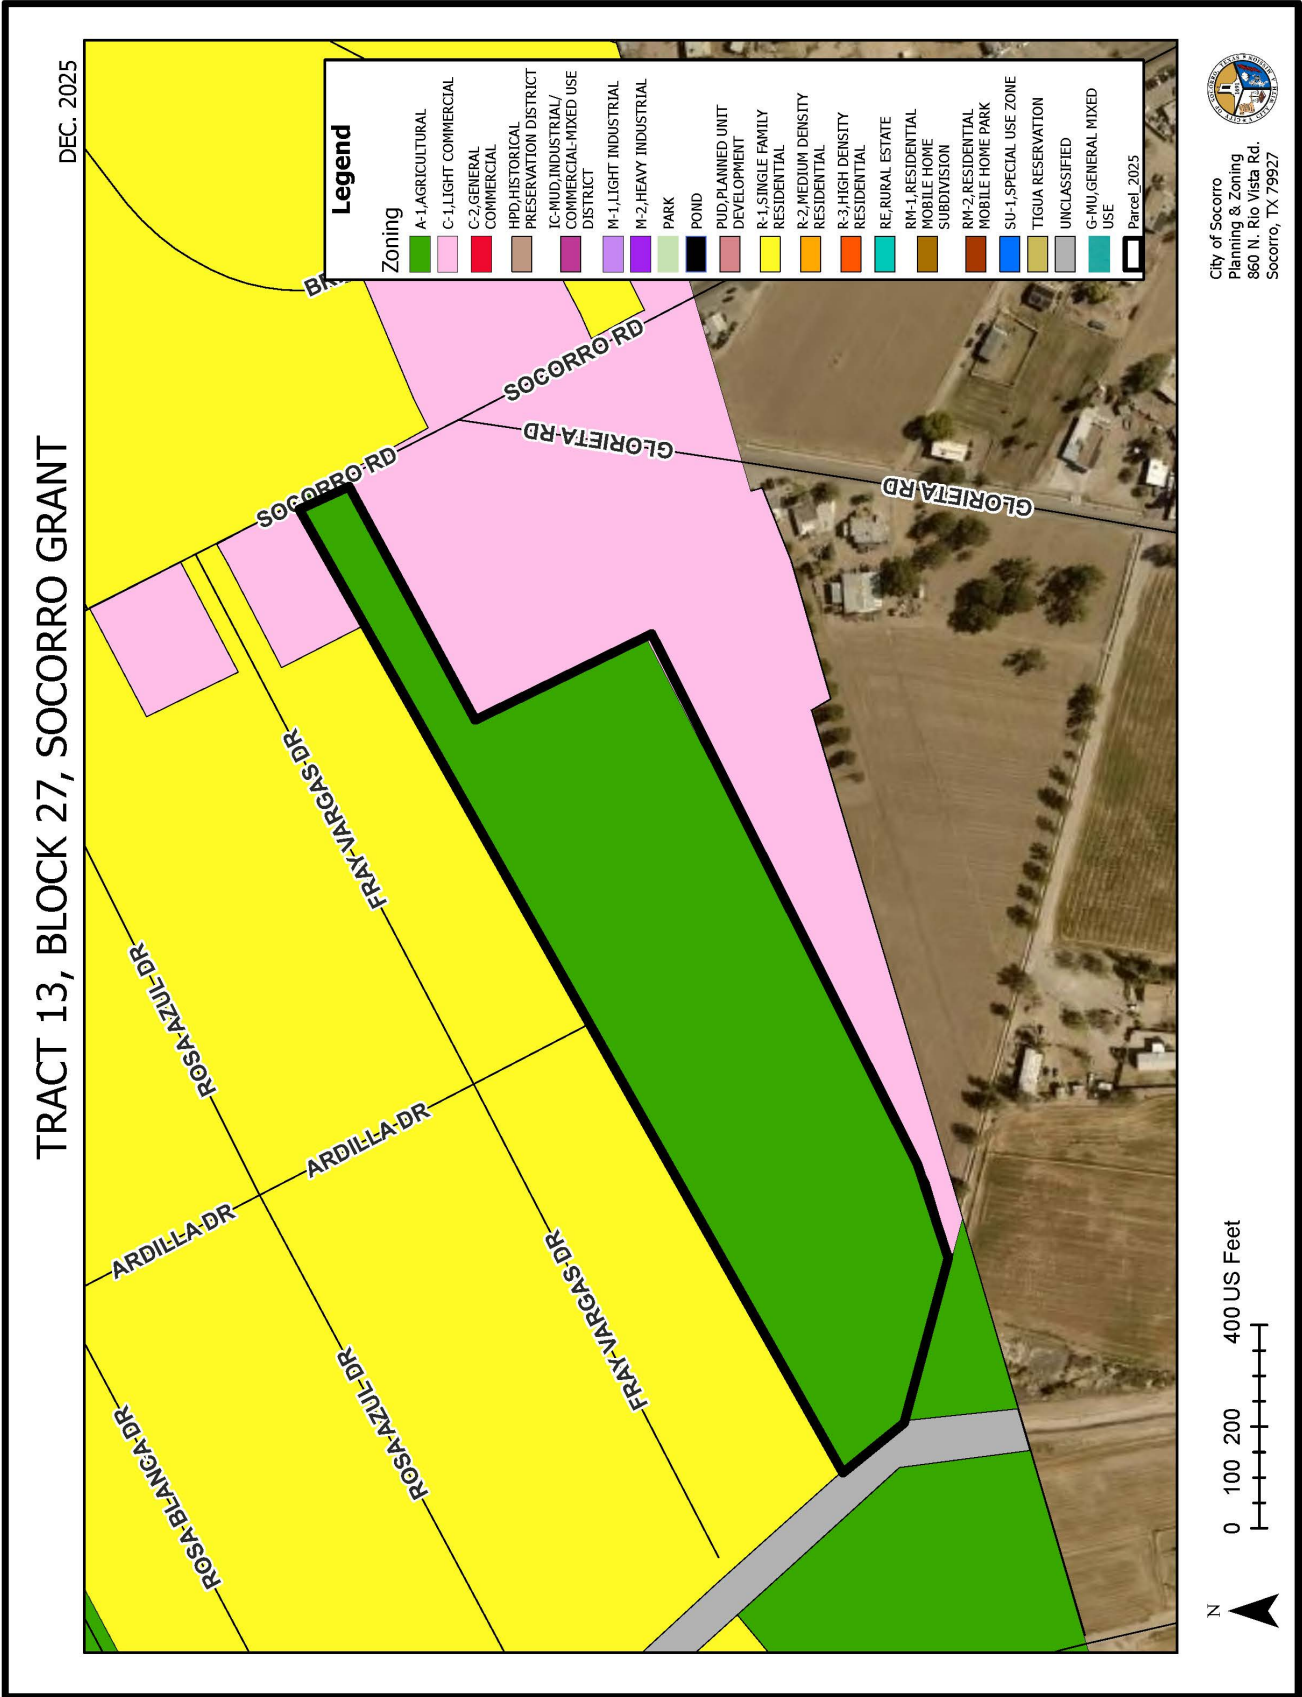 TRACT 13, BLOCK 27, SOCORRO GRANT
DEC. 2025
ROSA BLANCA DR
ARDILLA DR
ROSA AZUL DR
ROSA AZUL DR
ARDILLA DR
FRAY VARGAS DR
FRAY VARGAS DR
SOCORRO RD
SOCORRO RD
GLORIETA RD
GLORIETA RD
Legend
Zoning
A-1,AGRICULTURAL
C-1,LIGHT COMMERCIAL
C-2,GENERAL
COMMERCIAL
HPD,HISTORICAL
PRESERVATION DISTRICT
IC-MUD,INDUSTRIAL/
COMMERCIAL-MIXED USE
DISTRICT
M-1,LIGHT INDUSTRIAL
M-2,HEAVY INDUSTRIAL
PARK
POND
PUD,PLANNED UNIT
DEVELOPMENT
R-1,SINGLE FAMILY
RESIDENTIAL
R-2,MEDIUM DENSITY
RESIDENTIAL
R-3,HIGH DENSITY
RESIDENTIAL
RE,RURAL ESTATE
RM-1,RESIDENTIAL
MOBILE HOME
SUBDIVISION
RM-2,RESIDENTIAL
MOBILE HOME PARK
SU-1,SPECIAL USE ZONE
TIGUA RESERVATION
UNCLASSIFIED
G-MU,GENERAL MIXED
USE
Parcel_2025
N
0 100 200 400 US Feet
City of Socorro
Planning & Zoning
860 N. Rio Vista Rd.
Socorro, TX 79927